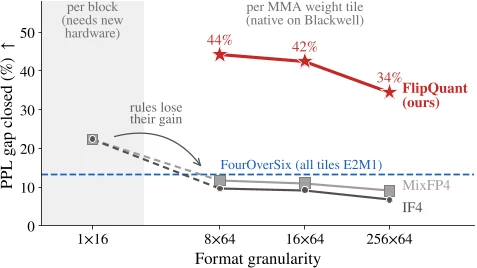 per block
(needs new
hardware)
per MMA weight tile
(native on Blackwell)
PPL gap closed (%) ↑
50
40
30
20
10
0
44%
42%
34%
FlipQuant
(ours)
rules lose
their gain
FourOverSix (all tiles E2M1)
MixFP4
IF4
1×16
8×64
16×64
256×64
Format granularity